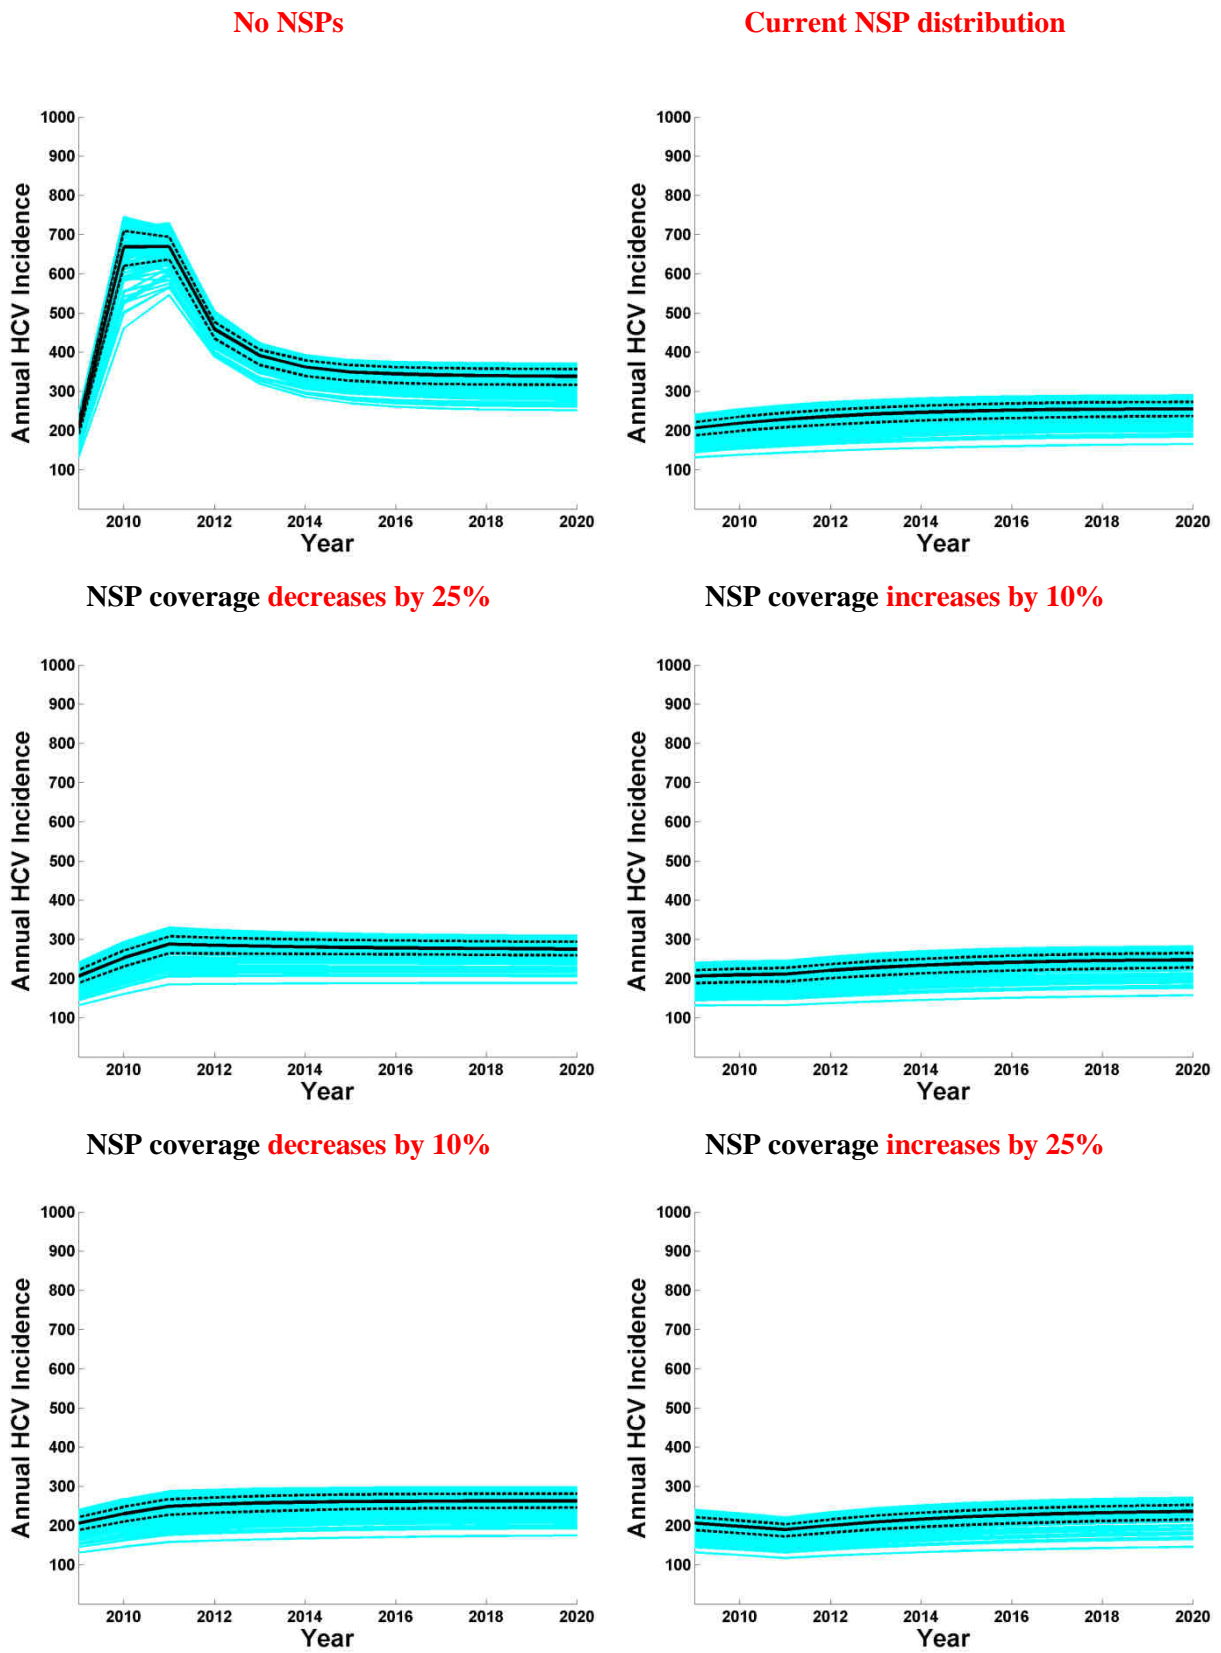 No NSPs
Current NSP distribution
1000
900
800
700
600
500
400
300
200
100
Annual HCV Incidence
2010 2012 2014 2016 2018 2020
Year
1000
900
800
700
600
500
400
300
200
100
Annual HCV Incidence
2010 2012 2014 2016 2018 2020
Year
NSP coverage decreases by 25%
NSP coverage increases by 10%
1000
900
800
700
600
500
400
300
200
100
Annual HCV Incidence
2010 2012 2014 2016 2018 2020
Year
1000
900
800
700
600
500
400
300
200
100
Annual HCV Incidence
2010 2012 2014 2016 2018 2020
Year
NSP coverage decreases by 10%
NSP coverage increases by 25%
1000
900
800
700
600
500
400
300
200
100
Annual HCV Incidence
2010 2012 2014 2016 2018 2020
Year
1000
900
800
700
600
500
400
300
200
100
Annual HCV Incidence
2010 2012 2014 2016 2018 2020
Year